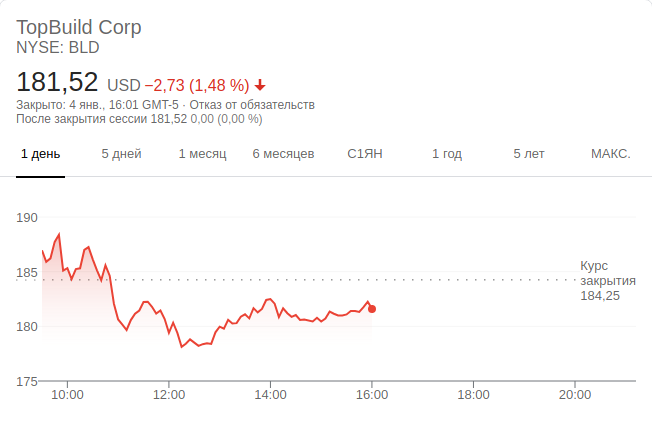 TopBuild Corp
NYSE: BLD
181,52 USD −2,73 (1,48 %)
Закрыто: 4 янв., 16:01 GMT-5 · Отказ от обязательств
После закрытия сессии 181,52 0,00 (0,00 %)
1 день 5 дней 1 месяц 6 месяцев С1ЯН 1 год 5 лет МАКС.
190
185
180
175
Курс
закрытия
184,25
10:00 12:00 14:00 16:00 18:00 20:00